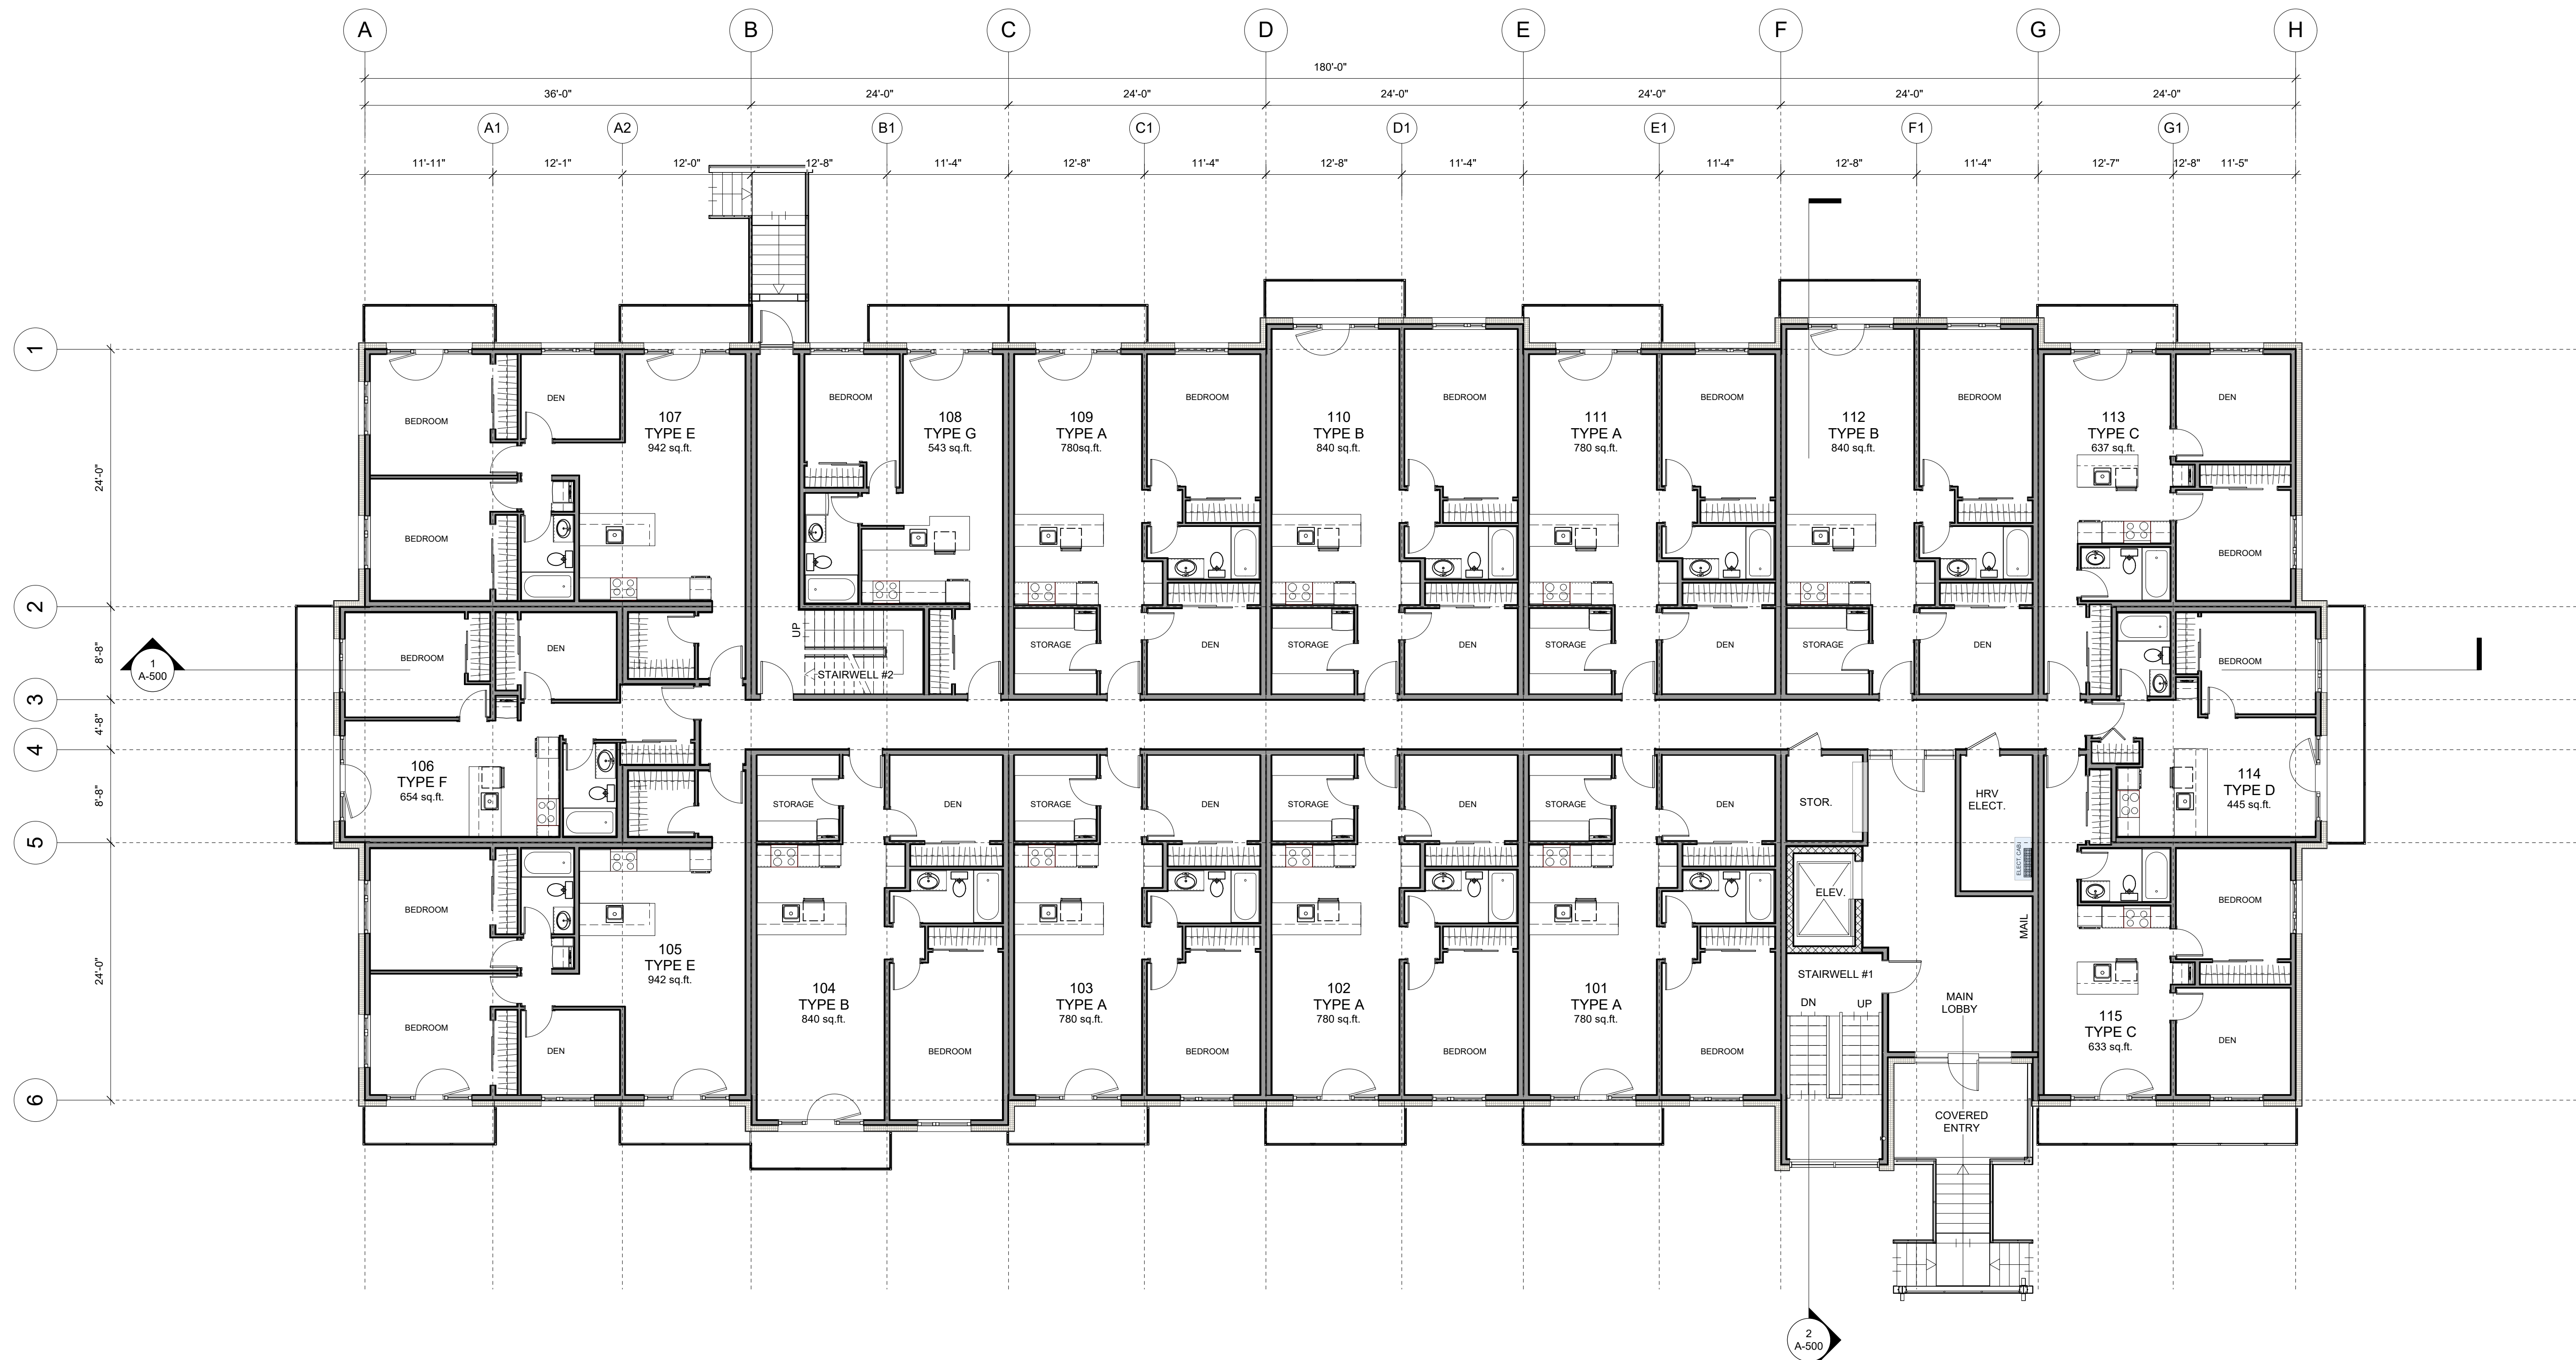 A
B
C
D
E
F
G
H
180'-0"
36'-0"
24'-0"
24'-0"
24'-0"
24'-0"
24'-0"
24'-0"
A1
A2
B1
C1
D1
E1
F1
G1
11'-11"
12'-1"
12'-0"
12'-8"
11'-4"
12'-8"
11'-4"
12'-8"
11'-4"
11'-4"
12'-8"
11'-4"
12'-7"
12'-8"
11'-5"
1
2
3
4
5
6
24'-0"
8'-8"
4'-8"
8'-8"
24'-0"
1
A-500
BEDROOM
DEN
107
TYPE E
942 sq.ft.
BEDROOM
BEDROOM
108
TYPE G
543 sq.ft.
109
TYPE A
780sq.ft.
BEDROOM
STORAGE
DEN
110
TYPE B
840 sq.ft.
BEDROOM
STORAGE
DEN
111
TYPE A
780 sq.ft.
BEDROOM
STORAGE
DEN
112
TYPE B
840 sq.ft.
BEDROOM
STORAGE
DEN
113
TYPE C
637 sq.ft.
DEN
BEDROOM
BEDROOM
DEN
UP
STAIRWELL #2
106
TYPE F
654 sq.ft.
BEDROOM
114
TYPE D
445 sq.ft.
BEDROOM
105
TYPE E
942 sq.ft.
BEDROOM
DEN
STORAGE
DEN
104
TYPE B
840 sq.ft.
BEDROOM
STORAGE
DEN
103
TYPE A
780 sq.ft.
BEDROOM
STORAGE
DEN
102
TYPE A
780 sq.ft.
BEDROOM
STORAGE
DEN
101
TYPE A
780 sq.ft.
BEDROOM
STOR.
HRV
ELECT.
ELECT. CAB.
ELEV.
MAIL
STAIRWELL #1
DN
UP
MAIN
LOBBY
COVERED
ENTRY
BEDROOM
115
TYPE C
633 sq.ft.
DEN
2
A-500